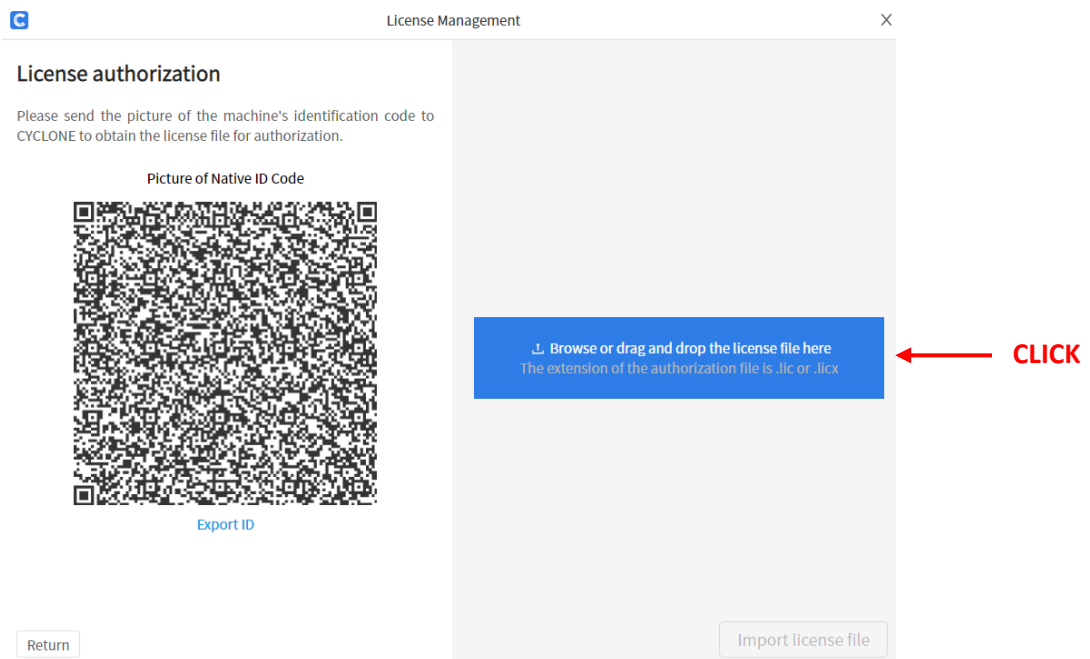 C
License Management
X
License authorization
Please send the picture of the machine's identification code to
CYCLONE to obtain the license file for authorization.
Picture of Native ID Code
Export ID
Return
Browse or drag and drop the license file here
The extension of the authorization file is .lic or .licx
CLICK
Import license file